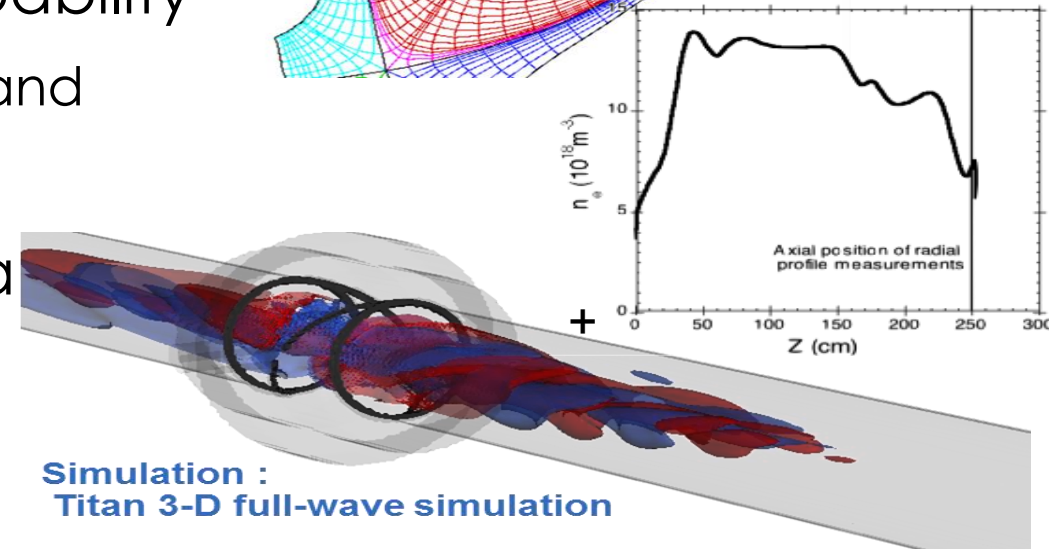 and
a
15
10
5
0
n_e (10^18 m^-3)
Axial position of radial
profile measurements
0 50 100 150 200 250 300
Z (cm)
+
Simulation :
Titan 3-D full-wave simulation